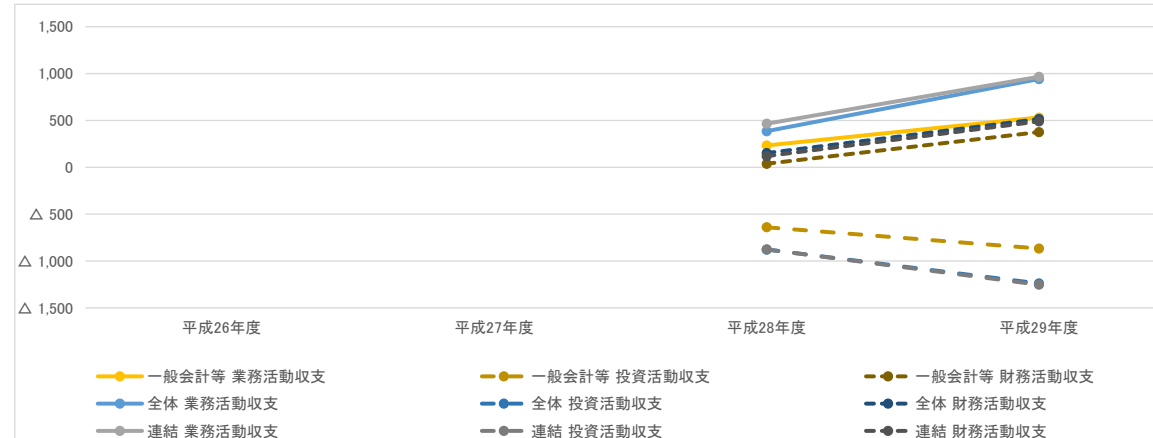 1,500
1,000
500
0
△ 500
△ 1,000
△ 1,500
平成26年度 平成27年度 平成28年度 平成29年度
一般会計等 業務活動収支 一般会計等 投資活動収支 一般会計等 財務活動収支
全体 業務活動収支 全体 投資活動収支 全体 財務活動収支
連結 業務活動収支 連結 投資活動収支 連結 財務活動収支